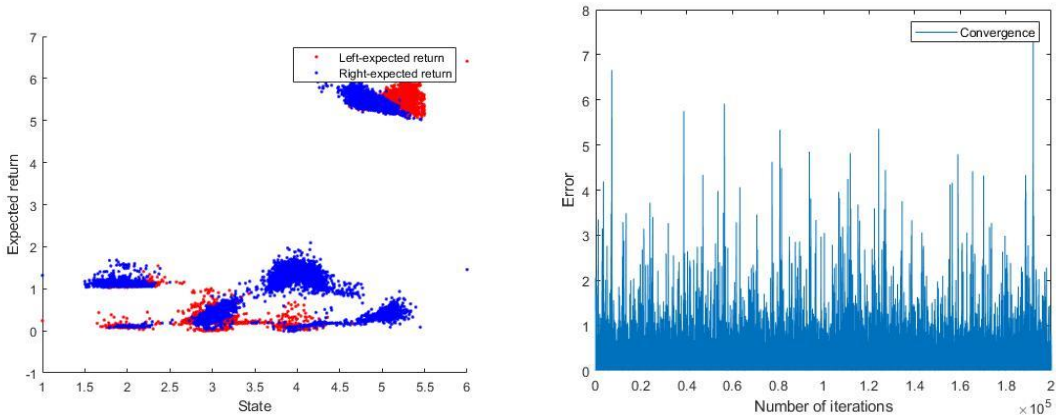 7
6
5
4
3
2
1
0
-1
Expected return
Left-expected return
Right-expected return
1 1.5 2 2.5 3 3.5 4 4.5 5 5.5 6
State
8
7
6
5
4
3
2
1
0
Error
Convergence
0 0.2 0.4 0.6 0.8 1 1.2 1.4 1.6 1.8 2
Number of iterations
× 10⁵